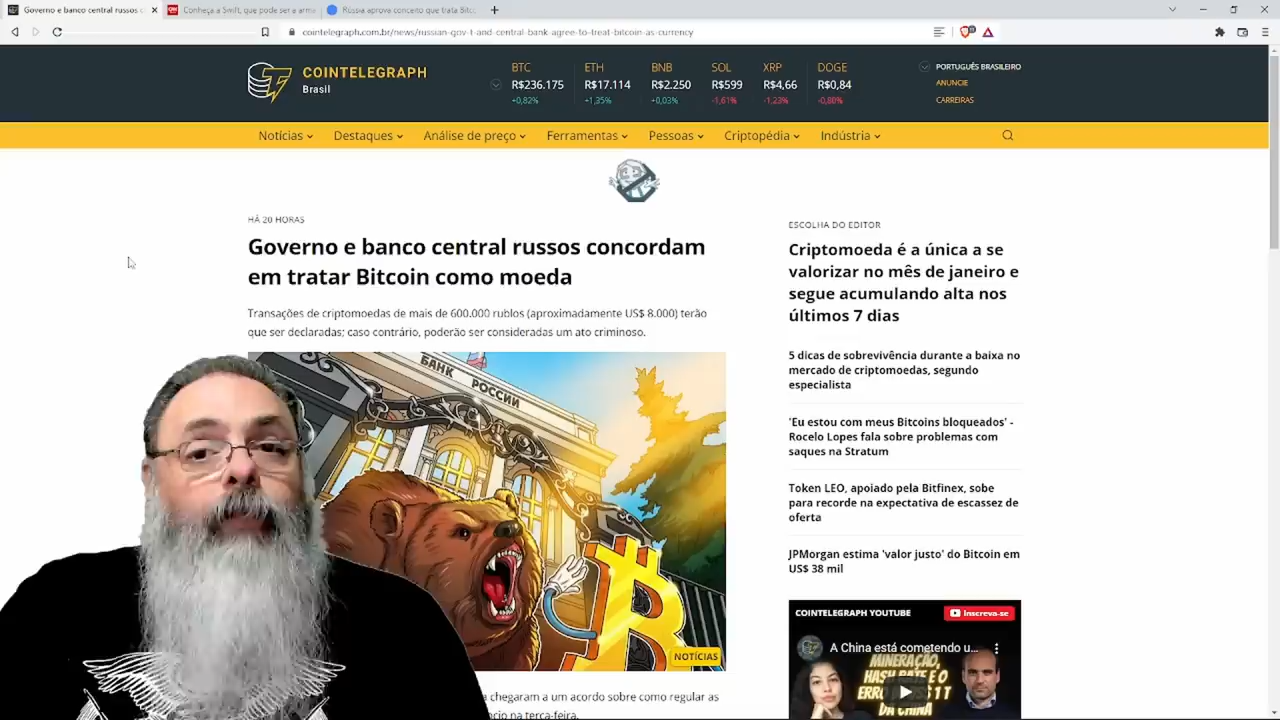 Governo e banco central russos c
Conheça a Swift, que pode ser a arma
Rússia aprova conceito que trata Bitc
cointelegraph.com.br/news/russian-gov-t-and-central-bank-agree-to-treat-bitcoin-as-currency
COINTELEGRAPH
Brasil
BTC ETH BNB SOL XRP DOGE
R$236.175 R$17.114 R$2.250 R$599 R$4,66 R$0,84
+0,82% +1,35% +0,03% -1,61% -1,23% -0,80%
PORTUGUÊS BRASILEIRO
ANUNCIE
CARREIRAS
Notícias Destaques Análise de preço Ferramentas Pessoas Criptopédia Indústria
HÁ 20 HORAS
Governo e banco central russos concordam
em tratar Bitcoin como moeda
Transações de criptomoedas de mais de 600.000 rublos (aproximadamente US$ 8.000) terão
que ser declaradas; caso contrário, poderão ser consideradas um ato criminoso.
БАНК РОССИИ
NOTÍCIAS
a chegaram a um acordo sobre como regular as
ócio na terça-feira.
ESCOLHA DO EDITOR
Criptomoeda é a única a se
valorizar no mês de janeiro e
segue acumulando alta nos
últimos 7 dias
5 dicas de sobrevivência durante a baixa no
mercado de criptomoedas, segundo
especialista
'Eu estou com meus Bitcoins bloqueados' -
Rocelo Lopes fala sobre problemas com
saques na Stratum
Token LEO, apoiado pela Bitfinex, sobe
para recorde na expectativa de escassez de
oferta
JPMorgan estima 'valor justo' do Bitcoin em
US$ 38 mil
COINTELEGRAPH YOUTUBE
Inscreva-se
A China está cometendo u...
MINERAÇÃO,
HASH RATE E O
DA CHINA